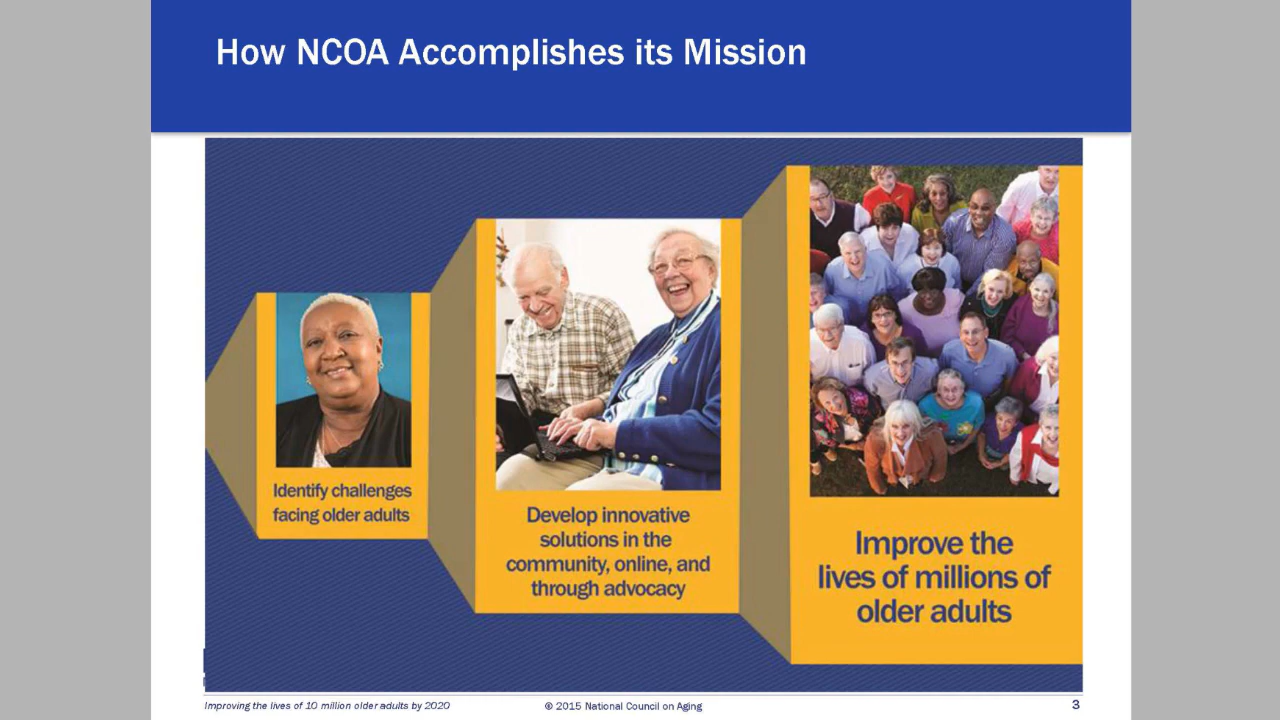 How NCOA Accomplishes its Mission
Identify challenges
facing older adults
Develop innovative
solutions in the
community, online, and
through advocacy
Improve the
lives of millions of
older adults
Improving the lives of 10 million older adults by 2020
© 2015 National Council on Aging
3